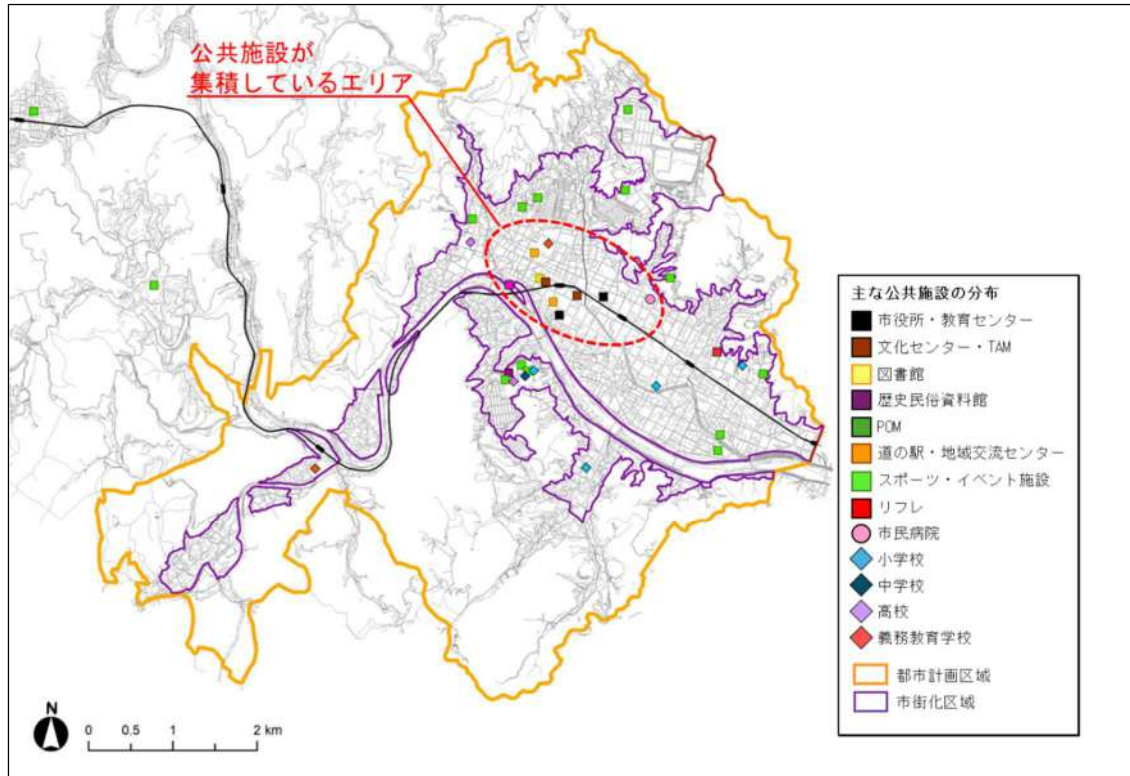 公共施設が
集積しているエリア
主な公共施設の分布
市役所・教育センター
文化センター・TAM
図書館
歴史民俗資料館
POM
道の駅・地域交流センター
スポーツ・イベント施設
リフレ
市民病院
小学校
中学校
高校
義務教育学校
都市計画区域
市街化区域
N
0 0.5 1 2 km